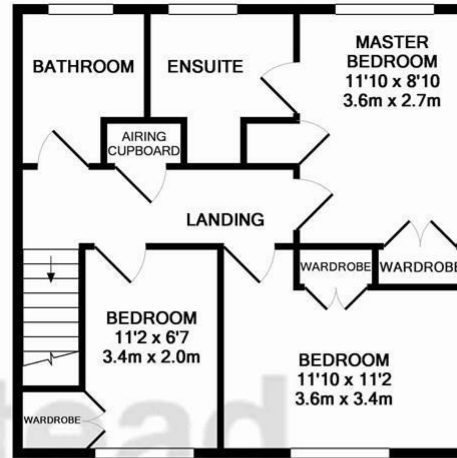 BATHROOM
ENSUITE
MASTER
BEDROOM
11'10 x 8'10
3.6m x 2.7m
AIRING
CUPBOARD
LANDING
WARDROBE
WARDROBE
BEDROOM
11'2 x 6'7
3.4m x 2.0m
BEDROOM
11'10 x 11'2
3.6m x 3.4m
WARDROBE